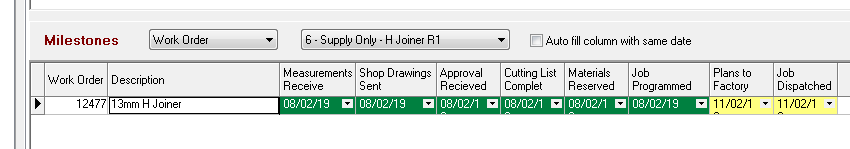 Milestones Work Order 6 - Supply Only - H Joiner R1 Auto fill column with same date
Measurements Shop Drawings Approval Cutting List Materials Job Plans to Job
Work Order Description Receive Sent Recieved Complet Reserved Programmed Factory Dispatched
12477 13mm H Joiner 08/02/19 08/02/19 08/02/1 08/02/1 08/02/1 08/02/19 11/02/1 11/02/1